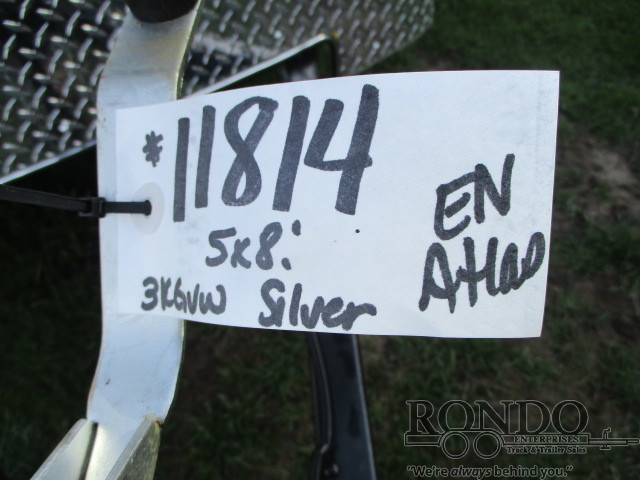 *11814
5x8'
3KGVW Silver
EN
Atlas
RONDO
ENTERPRISES
Truck & Trailer Sales
"We're always behind you."